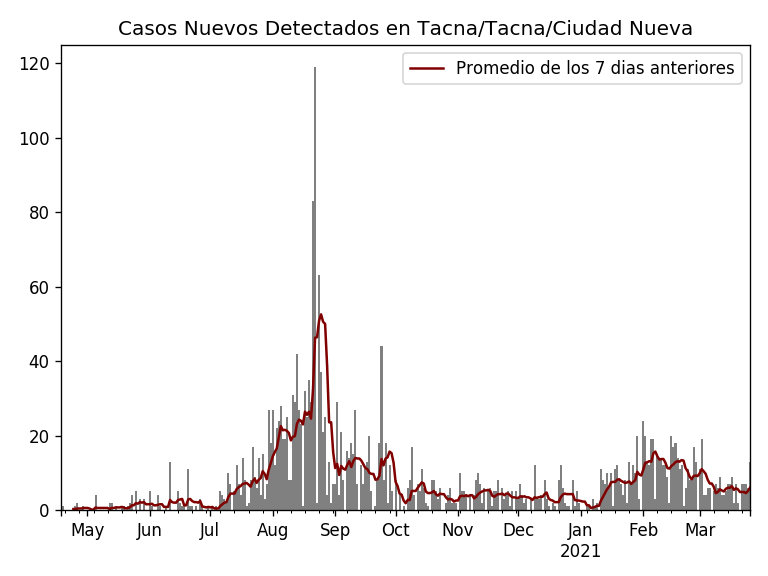 Casos Nuevos Detectados en Tacna/Tacna/Ciudad Nueva
Promedio de los 7 dias anteriores
120
100
80
60
40
20
0
May Jun Jul Aug Sep Oct Nov Dec Jan Feb Mar
2021